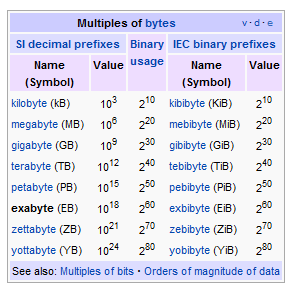 Multiples of bytes v · d · e
SI decimal prefixes Binary usage IEC binary prefixes
Name (Symbol) Value Name (Symbol) Value
kilobyte (kB) 10^3 2^10 kibibyte (KiB) 2^10
megabyte (MB) 10^6 2^20 mebibyte (MiB) 2^20
gigabyte (GB) 10^9 2^30 gibibyte (GiB) 2^30
terabyte (TB) 10^12 2^40 tebibyte (TiB) 2^40
petabyte (PB) 10^15 2^50 pebibyte (PiB) 2^50
exabyte (EB) 10^18 2^60 exbibyte (EiB) 2^60
zettabyte (ZB) 10^21 2^70 zebibyte (ZiB) 2^70
yottabyte (YB) 10^24 2^80 yobibyte (YiB) 2^80
See also: Multiples of bits · Orders of magnitude of data